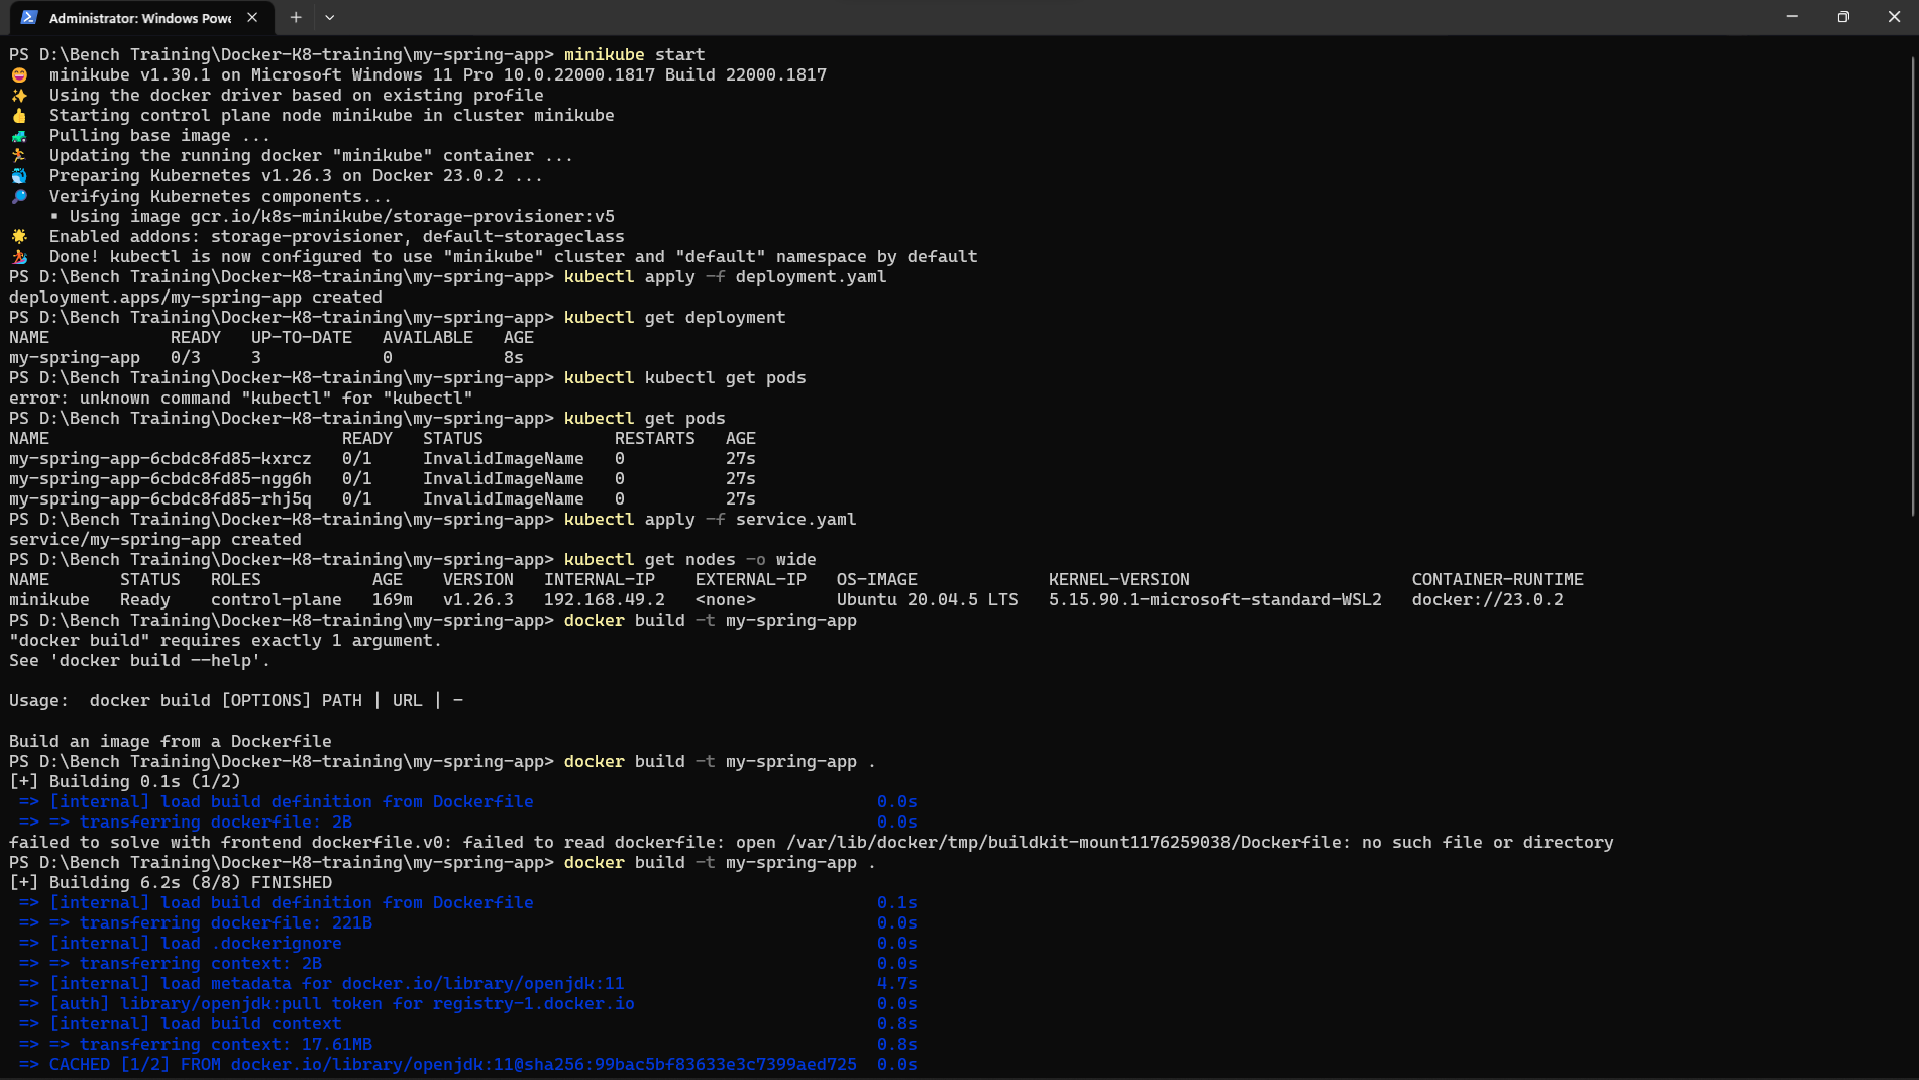 Administrator: Windows Powe
PS D:\Bench Training\Docker-K8-training\my-spring-app> minikube start
😄  minikube v1.30.1 on Microsoft Windows 11 Pro 10.0.22000.1817 Build 22000.1817
✨  Using the docker driver based on existing profile
👍  Starting control plane node minikube in cluster minikube
🚜  Pulling base image ...
🏃  Updating the running docker "minikube" container ...
🐳  Preparing Kubernetes v1.26.3 on Docker 23.0.2 ...
🔎  Verifying Kubernetes components...
    ▪ Using image gcr.io/k8s-minikube/storage-provisioner:v5
🌟  Enabled addons: storage-provisioner, default-storageclass
🏄  Done! kubectl is now configured to use "minikube" cluster and "default" namespace by default
PS D:\Bench Training\Docker-K8-training\my-spring-app> kubectl apply -f deployment.yaml
deployment.apps/my-spring-app created
PS D:\Bench Training\Docker-K8-training\my-spring-app> kubectl get deployment
NAME            READY   UP-TO-DATE   AVAILABLE   AGE
my-spring-app   0/3     3            0           8s
PS D:\Bench Training\Docker-K8-training\my-spring-app> kubectl kubectl get pods
error: unknown command "kubectl" for "kubectl"
PS D:\Bench Training\Docker-K8-training\my-spring-app> kubectl get pods
NAME                             READY   STATUS             RESTARTS   AGE
my-spring-app-6cbdc8fd85-kxrcz   0/1     InvalidImageName   0          27s
my-spring-app-6cbdc8fd85-ngg6h   0/1     InvalidImageName   0          27s
my-spring-app-6cbdc8fd85-rhj5q   0/1     InvalidImageName   0          27s
PS D:\Bench Training\Docker-K8-training\my-spring-app> kubectl apply -f service.yaml
service/my-spring-app created
PS D:\Bench Training\Docker-K8-training\my-spring-app> kubectl get nodes -o wide
NAME       STATUS   ROLES           AGE    VERSION   INTERNAL-IP    EXTERNAL-IP   OS-IMAGE             KERNEL-VERSION                      CONTAINER-RUNTIME
minikube   Ready    control-plane   169m   v1.26.3   192.168.49.2   <none>        Ubuntu 20.04.5 LTS   5.15.90.1-microsoft-standard-WSL2   docker://23.0.2
PS D:\Bench Training\Docker-K8-training\my-spring-app> docker build -t my-spring-app
"docker build" requires exactly 1 argument.
See 'docker build --help'.
Usage:  docker build [OPTIONS] PATH | URL | -
Build an image from a Dockerfile
PS D:\Bench Training\Docker-K8-training\my-spring-app> docker build -t my-spring-app .
[+] Building 0.1s (1/2)
 => [internal] load build definition from Dockerfile 0.0s
 => => transferring dockerfile: 2B 0.0s
failed to solve with frontend dockerfile.v0: failed to read dockerfile: open /var/lib/docker/tmp/buildkit-mount1176259038/Dockerfile: no such file or directory
PS D:\Bench Training\Docker-K8-training\my-spring-app> docker build -t my-spring-app .
[+] Building 6.2s (8/8) FINISHED
 => [internal] load build definition from Dockerfile 0.1s
 => => transferring dockerfile: 221B 0.0s
 => [internal] load .dockerignore 0.0s
 => => transferring context: 2B 0.0s
 => [internal] load metadata for docker.io/library/openjdk:11 4.7s
 => [auth] library/openjdk:pull token for registry-1.docker.io 0.0s
 => [internal] load build context 0.8s
 => => transferring context: 17.61MB 0.8s
 => CACHED [1/2] FROM docker.io/library/openjdk:11@sha256:99bac5bf83633e3c7399aed725 0.0s